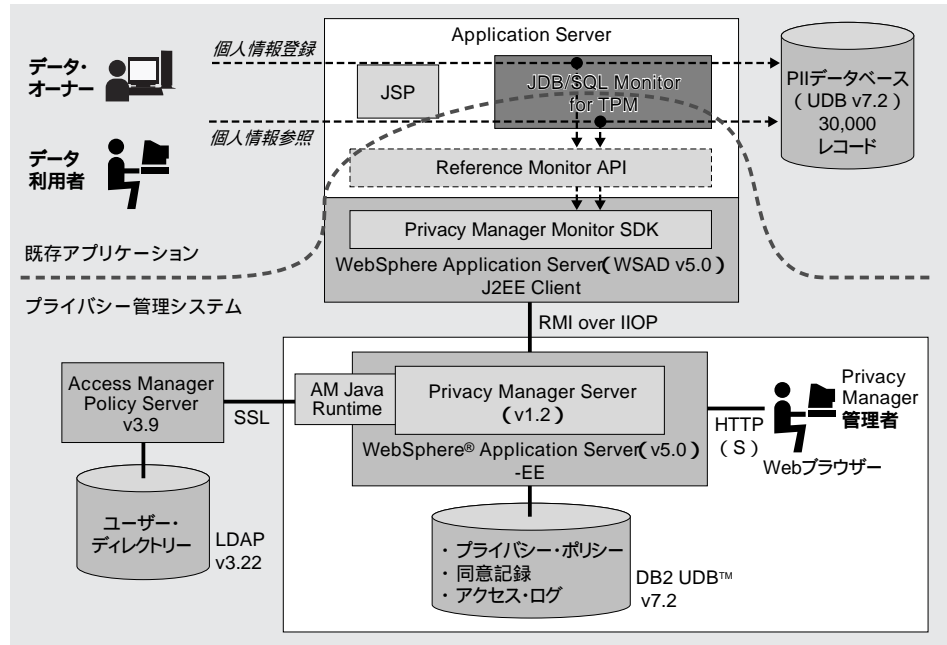 Application Server
個人情報登録
データ・
オーナー
JSP
JDB/SQL Monitor
for TPM
PIIデータベース
（UDB v7.2）
30,000
レコード
個人情報参照
データ
利用者
Reference Monitor API
Privacy Manager Monitor SDK
既存アプリケーション
WebSphere Application Server（WSAD v5.0）
J2EE Client
プライバシー管理システム
RMI over IIOP
Access Manager
Policy Server
v3.9
SSL
AM Java
Runtime
Privacy Manager Server
（v1.2）
WebSphere® Application Server（v5.0）
-EE
HTTP
（S）
Privacy
Manager
管理者
Webブラウザー
ユーザー・
ディレクトリー
LDAP
v3.22
・プライバシー・ポリシー
・同意記録
・アクセス・ログ
DB2 UDB™
v7.2